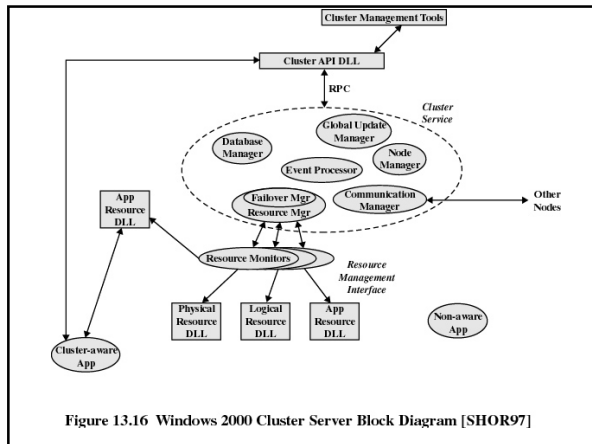 Cluster Management Tools
Cluster API DLL
RPC
Cluster
Service
Global Update
Manager
Database
Manager
Node
Manager
Event Processor
Failover Mgr
Resource Mgr
Communication
Manager
Other
Nodes
App
Resource
DLL
Resource Monitors
Resource
Management
Interface
Physical
Resource
DLL
Logical
Resource
DLL
App
Resource
DLL
Non-aware
App
Cluster-aware
App
Figure 13.16 Windows 2000 Cluster Server Block Diagram [SHOR97]